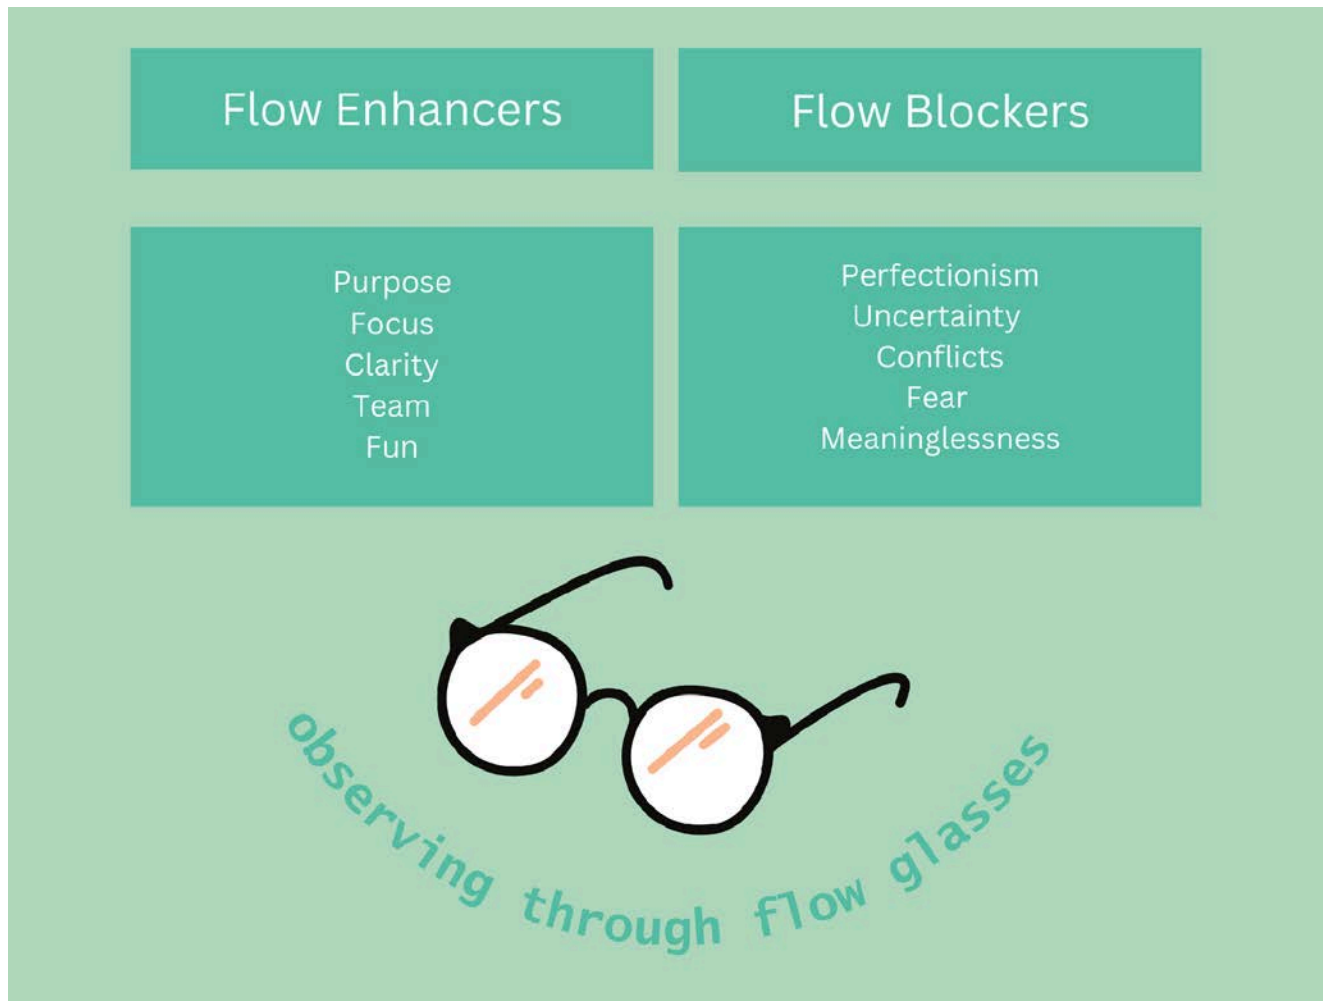 Flow Enhancers
Flow Blockers
Purpose
Focus
Clarity
Team
Fun
Perfectionism
Uncertainty
Conflicts
Fear
Meaninglessness
observing through flow glasses